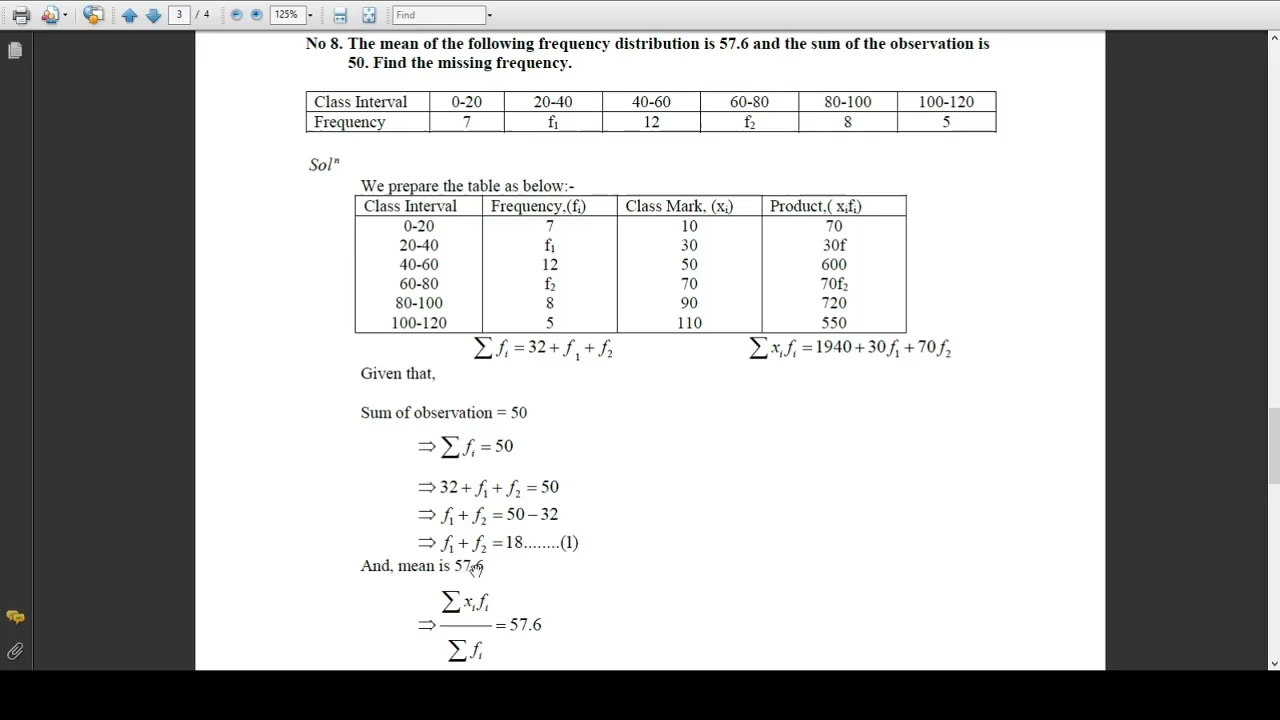 3 / 4 125% Find
No 8. The mean of the following frequency distribution is 57.6 and the sum of the observation is
50. Find the missing frequency.
Class Interval 0-20 20-40 40-60 60-80 80-100 100-120
Frequency 7 f₁ 12 f₂ 8 5
Solⁿ
We prepare the table as below:-
Class Interval Frequency,(fᵢ) Class Mark, (xᵢ) Product,( xᵢfᵢ)
0-20 7 10 70
20-40 f₁ 30 30f
40-60 12 50 600
60-80 f₂ 70 70f₂
80-100 8 90 720
100-120 5 110 550
∑ fᵢ = 32 + f₁ + f₂ ∑ xᵢfᵢ = 1940 + 30f₁ + 70f₂
Given that,
Sum of observation = 50
⇒ ∑ fᵢ = 50
⇒ 32 + f₁ + f₂ = 50
⇒ f₁ + f₂ = 50 − 32
⇒ f₁ + f₂ = 18........(1)
And, mean is 57.6
⇒ ∑ xᵢfᵢ / ∑ fᵢ = 57.6